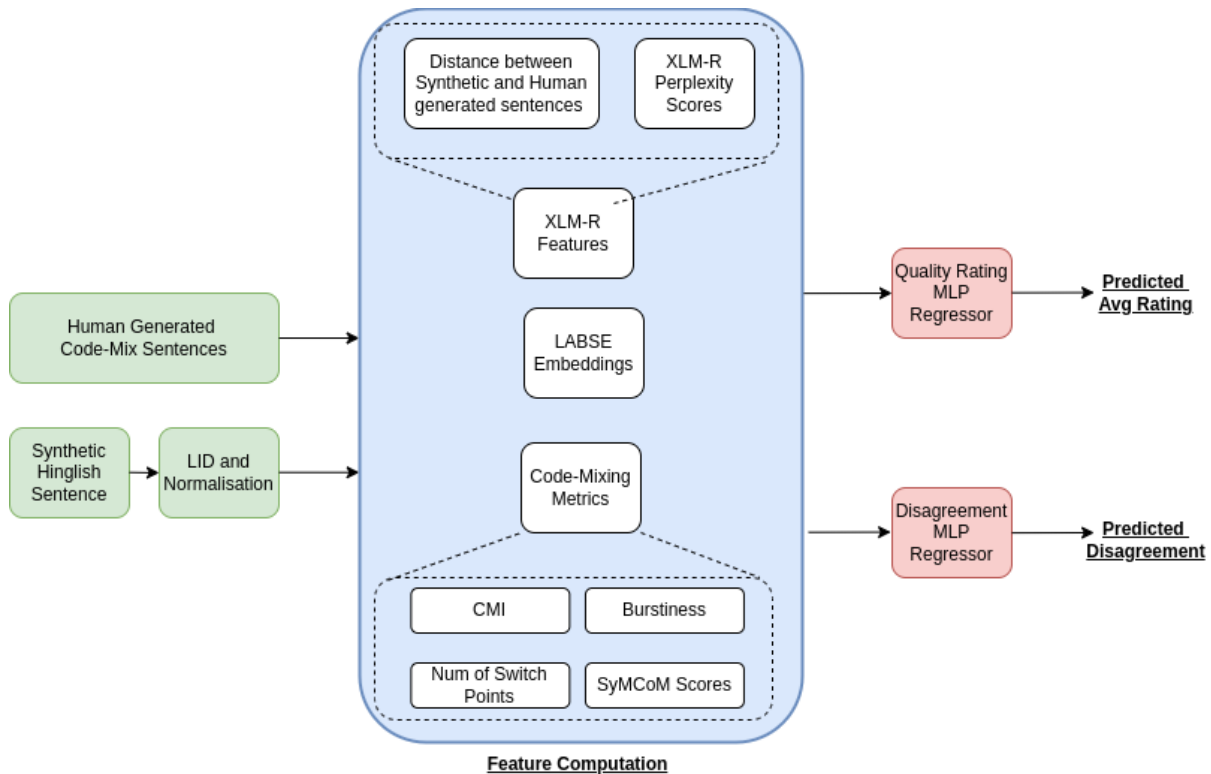 Distance between
Synthetic and Human
generated sentences
XLM-R
Perplexity
Scores
XLM-R
Features
Human Generated
Code-Mix Sentences
LABSE
Embeddings
Quality Rating
MLP
Regressor
Predicted
Avg Rating
Synthetic
Hinglish
Sentence
LID and
Normalisation
Code-Mixing
Metrics
Disagreement
MLP
Regressor
Predicted
Disagreement
CMI
Burstiness
Num of Switch
Points
SyMCoM Scores
Feature Computation